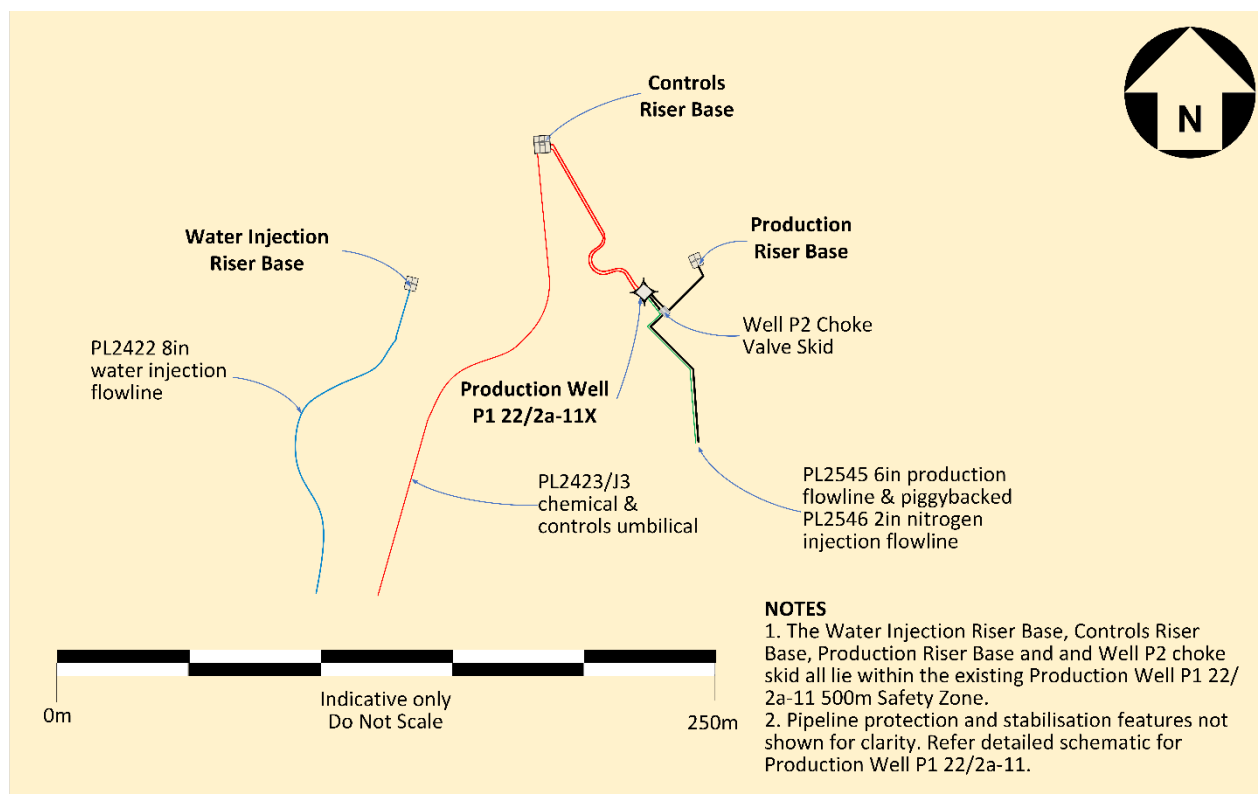 N
Controls
Riser Base
Water Injection
Riser Base
Production
Riser Base
PL2422 8in
water injection
flowline
Well P2 Choke
Valve Skid
Production Well
P1 22/2a-11X
PL2423/J3
chemical &
controls umbilical
PL2545 6in production
flowline & piggybacked
PL2546 2in nitrogen
injection flowline
0m
Indicative only
Do Not Scale
250m
NOTES
1. The Water Injection Riser Base, Controls Riser
Base, Production Riser Base and and Well P2 choke
skid all lie within the existing Production Well P1 22/
2a-11 500m Safety Zone.
2. Pipeline protection and stabilisation features not
shown for clarity. Refer detailed schematic for
Production Well P1 22/2a-11.